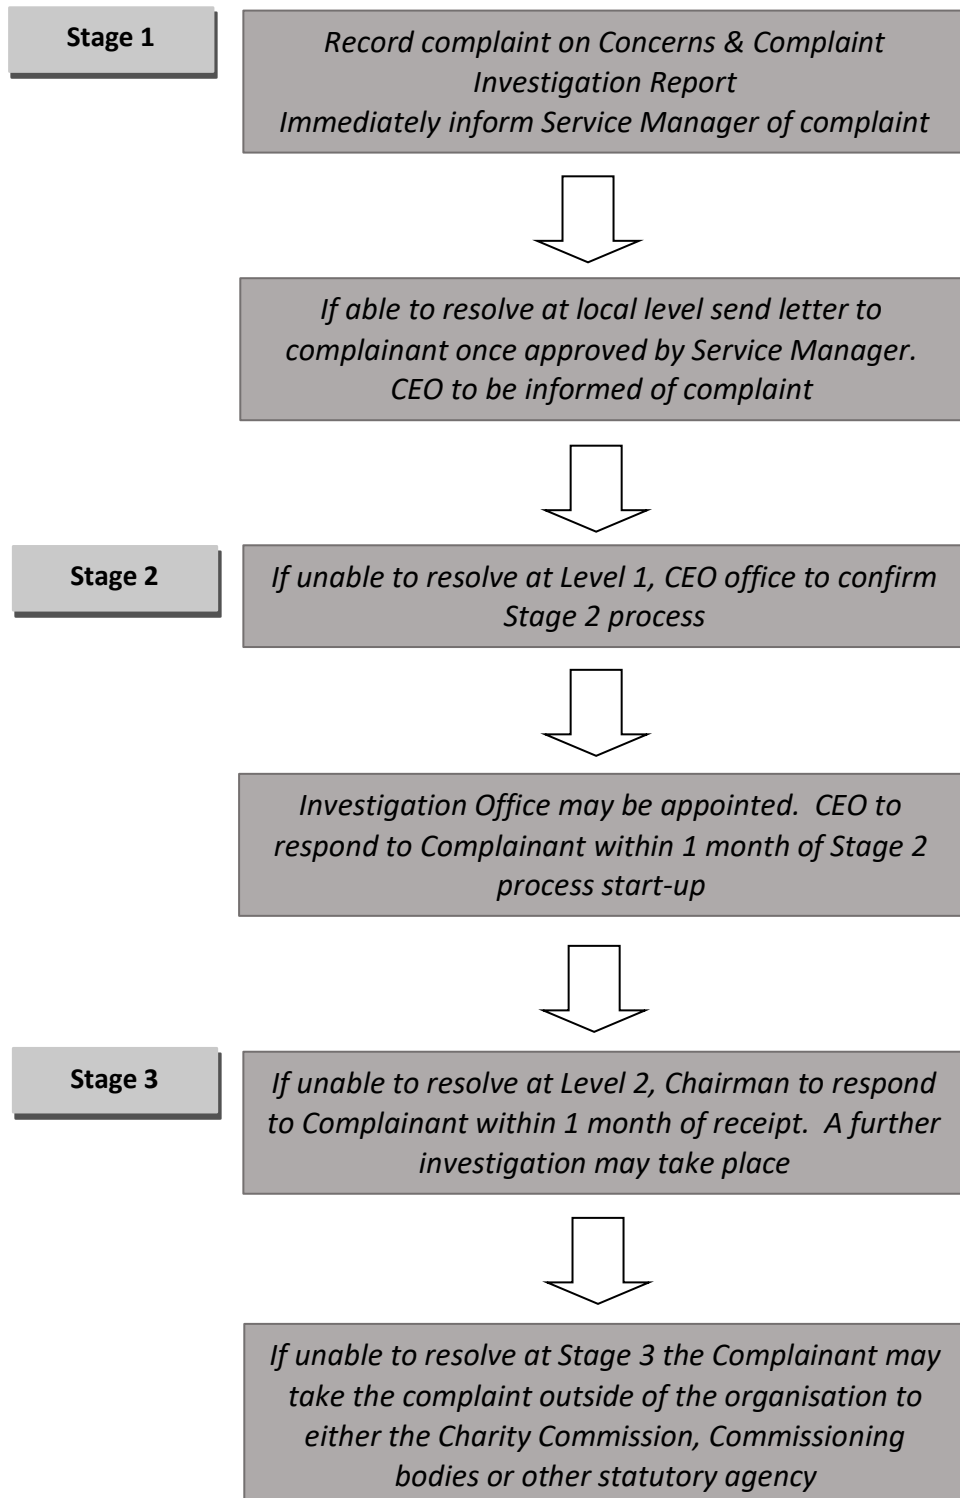 Stage 1
Record complaint on Concerns & Complaint
Investigation Report
Immediately inform Service Manager of complaint
If able to resolve at local level send letter to
complainant once approved by Service Manager.
CEO to be informed of complaint
Stage 2
If unable to resolve at Level 1, CEO office to confirm
Stage 2 process
Investigation Office may be appointed.  CEO to
respond to Complainant within 1 month of Stage 2
process start-up
Stage 3
If unable to resolve at Level 2, Chairman to respond
to Complainant within 1 month of receipt.  A further
investigation may take place
If unable to resolve at Stage 3 the Complainant may
take the complaint outside of the organisation to
either the Charity Commission, Commissioning
bodies or other statutory agency